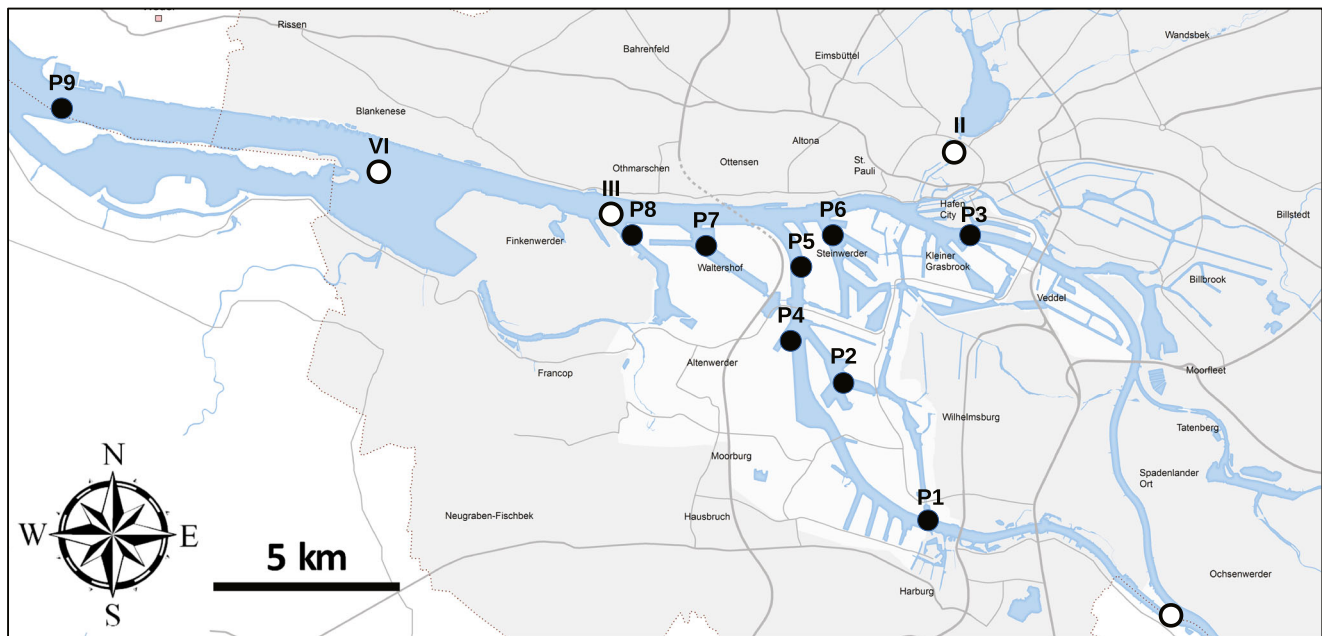 Rissen
Bahrenfeld
Eimsbüttel
Wandsbek
P9
Blankenese
VI
II
Altona
Ottensen
Othmarschen
St.
Pauli
III
P8
P7
P6
P3
Hafen
City
Billstedt
Finkenwerder
Waltershof
P5
Steinwerder
Kleiner
Grasbrook
Billbrook
Veddel
P4
P2
Altenwerder
Francop
Moorfleet
Wilhelmsburg
Tatenberg
Moorburg
Spadenlander
Ort
N
W
E
S
P1
Neugraben-Fischbek
Hausbruch
5 km
Harburg
Ochsenwerder